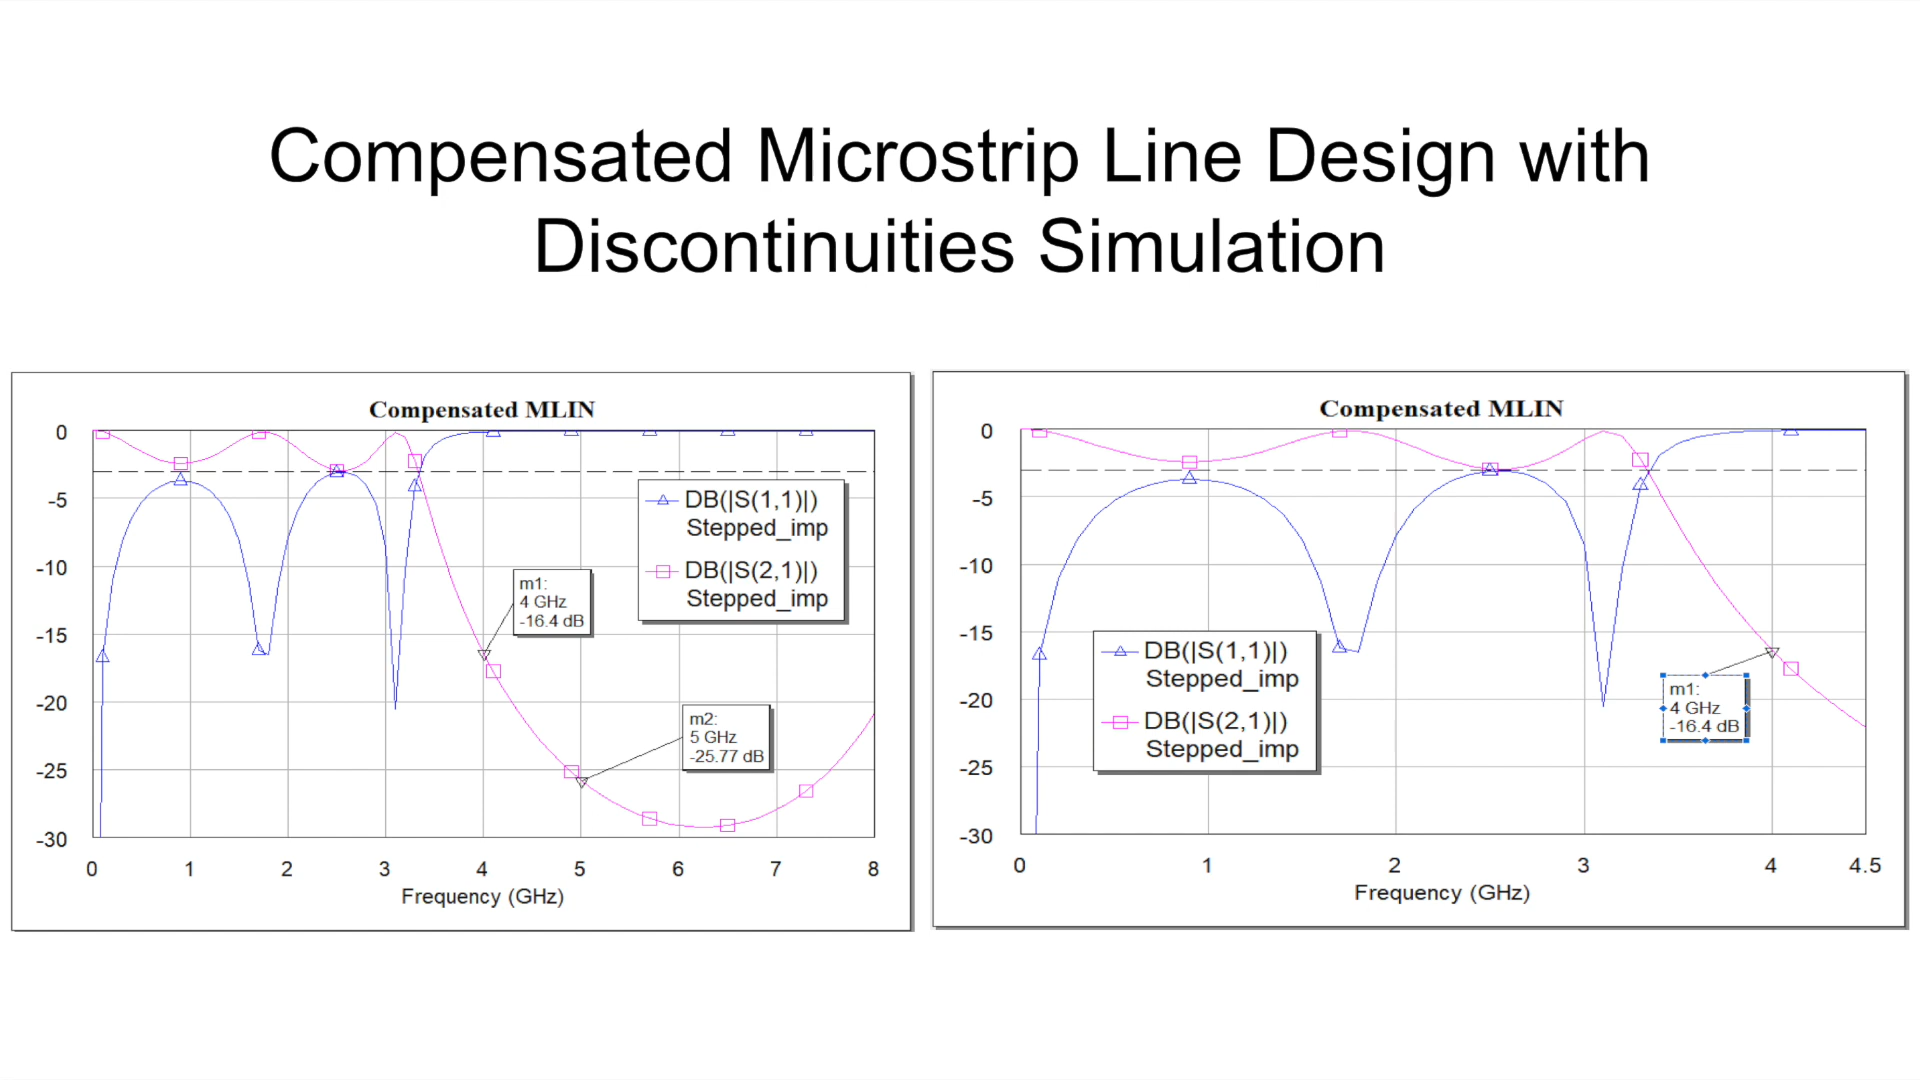 Compensated Microstrip Line Design with
Discontinuities Simulation
Compensated MLIN
0
-5
-10
-15
-20
-25
-30
DB(|S(1,1)|)
Stepped_imp
DB(|S(2,1)|)
Stepped_imp
m1:
4 GHz
-16.4 dB
m2:
5 GHz
-25.77 dB
0 1 2 3 4 5 6 7 8
Frequency (GHz)
Compensated MLIN
0
-5
-10
-15
-20
-25
-30
DB(|S(1,1)|)
Stepped_imp
DB(|S(2,1)|)
Stepped_imp
m1:
4 GHz
-16.4 dB
0 1 2 3 4 4.5
Frequency (GHz)